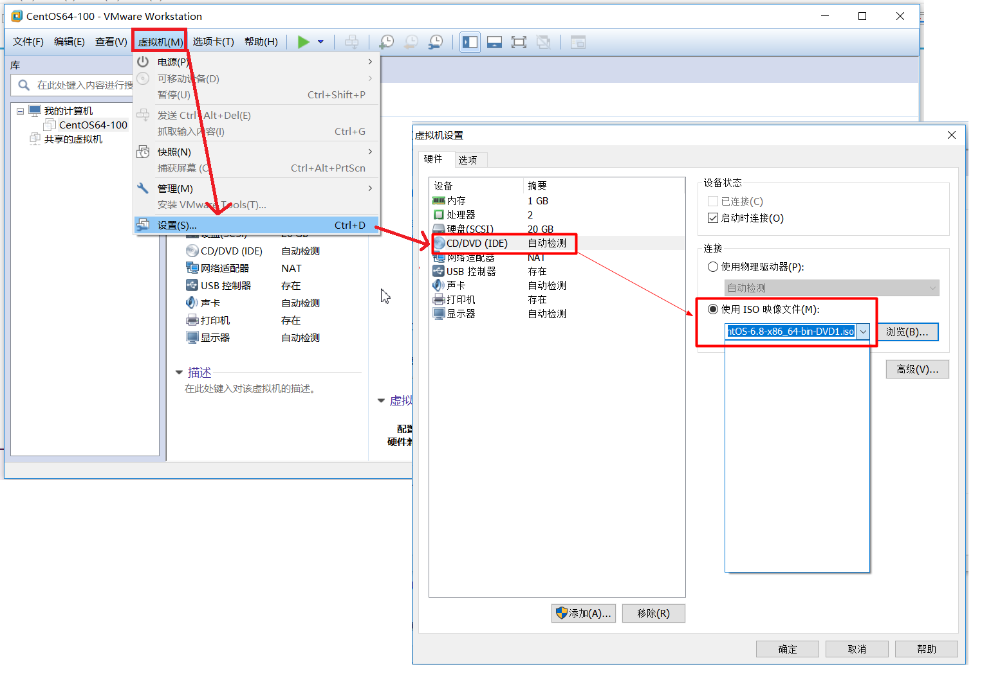 CentOS64-100 - VMware Workstation
文件(F) 编辑(E) 查看(V) 虚拟机(M) 选项卡(T) 帮助(H)
库
在此处键入内容进行搜
我的计算机
CentOS64-100
共享的虚拟机
电源(P)
可移动设备(D)
暂停(U) Ctrl+Shift+P
发送 Ctrl+Alt+Del(E)
抓取输入内容(I) Ctrl+G
快照(N)
捕获屏幕 (C Ctrl+Alt+PrtScn
管理(M)
安装 VMware Tools(T)...
设置(S)... Ctrl+D
硬盘(SCSI) 20 GB
CD/DVD (IDE) 自动检测
网络适配器 NAT
USB 控制器 存在
声卡 自动检测
打印机 存在
显示器 自动检测
描述
在此处键入对该虚拟机的描述。
虚拟
配置
硬件兼
虚拟机设置
硬件 选项
设备 摘要
内存 1 GB
处理器 2
硬盘(SCSI) 20 GB
CD/DVD (IDE) 自动检测
网络适配器 NAT
USB 控制器 存在
声卡 自动检测
打印机 存在
显示器 自动检测
添加(A)... 移除(R)
设备状态
已连接(C)
启动时连接(O)
连接
使用物理驱动器(P):
自动检测
使用 ISO 映像文件(M):
ntOS-6.8-x86_64-bin-DVD1.iso 浏览(B)...
高级(V)...
确定 取消 帮助